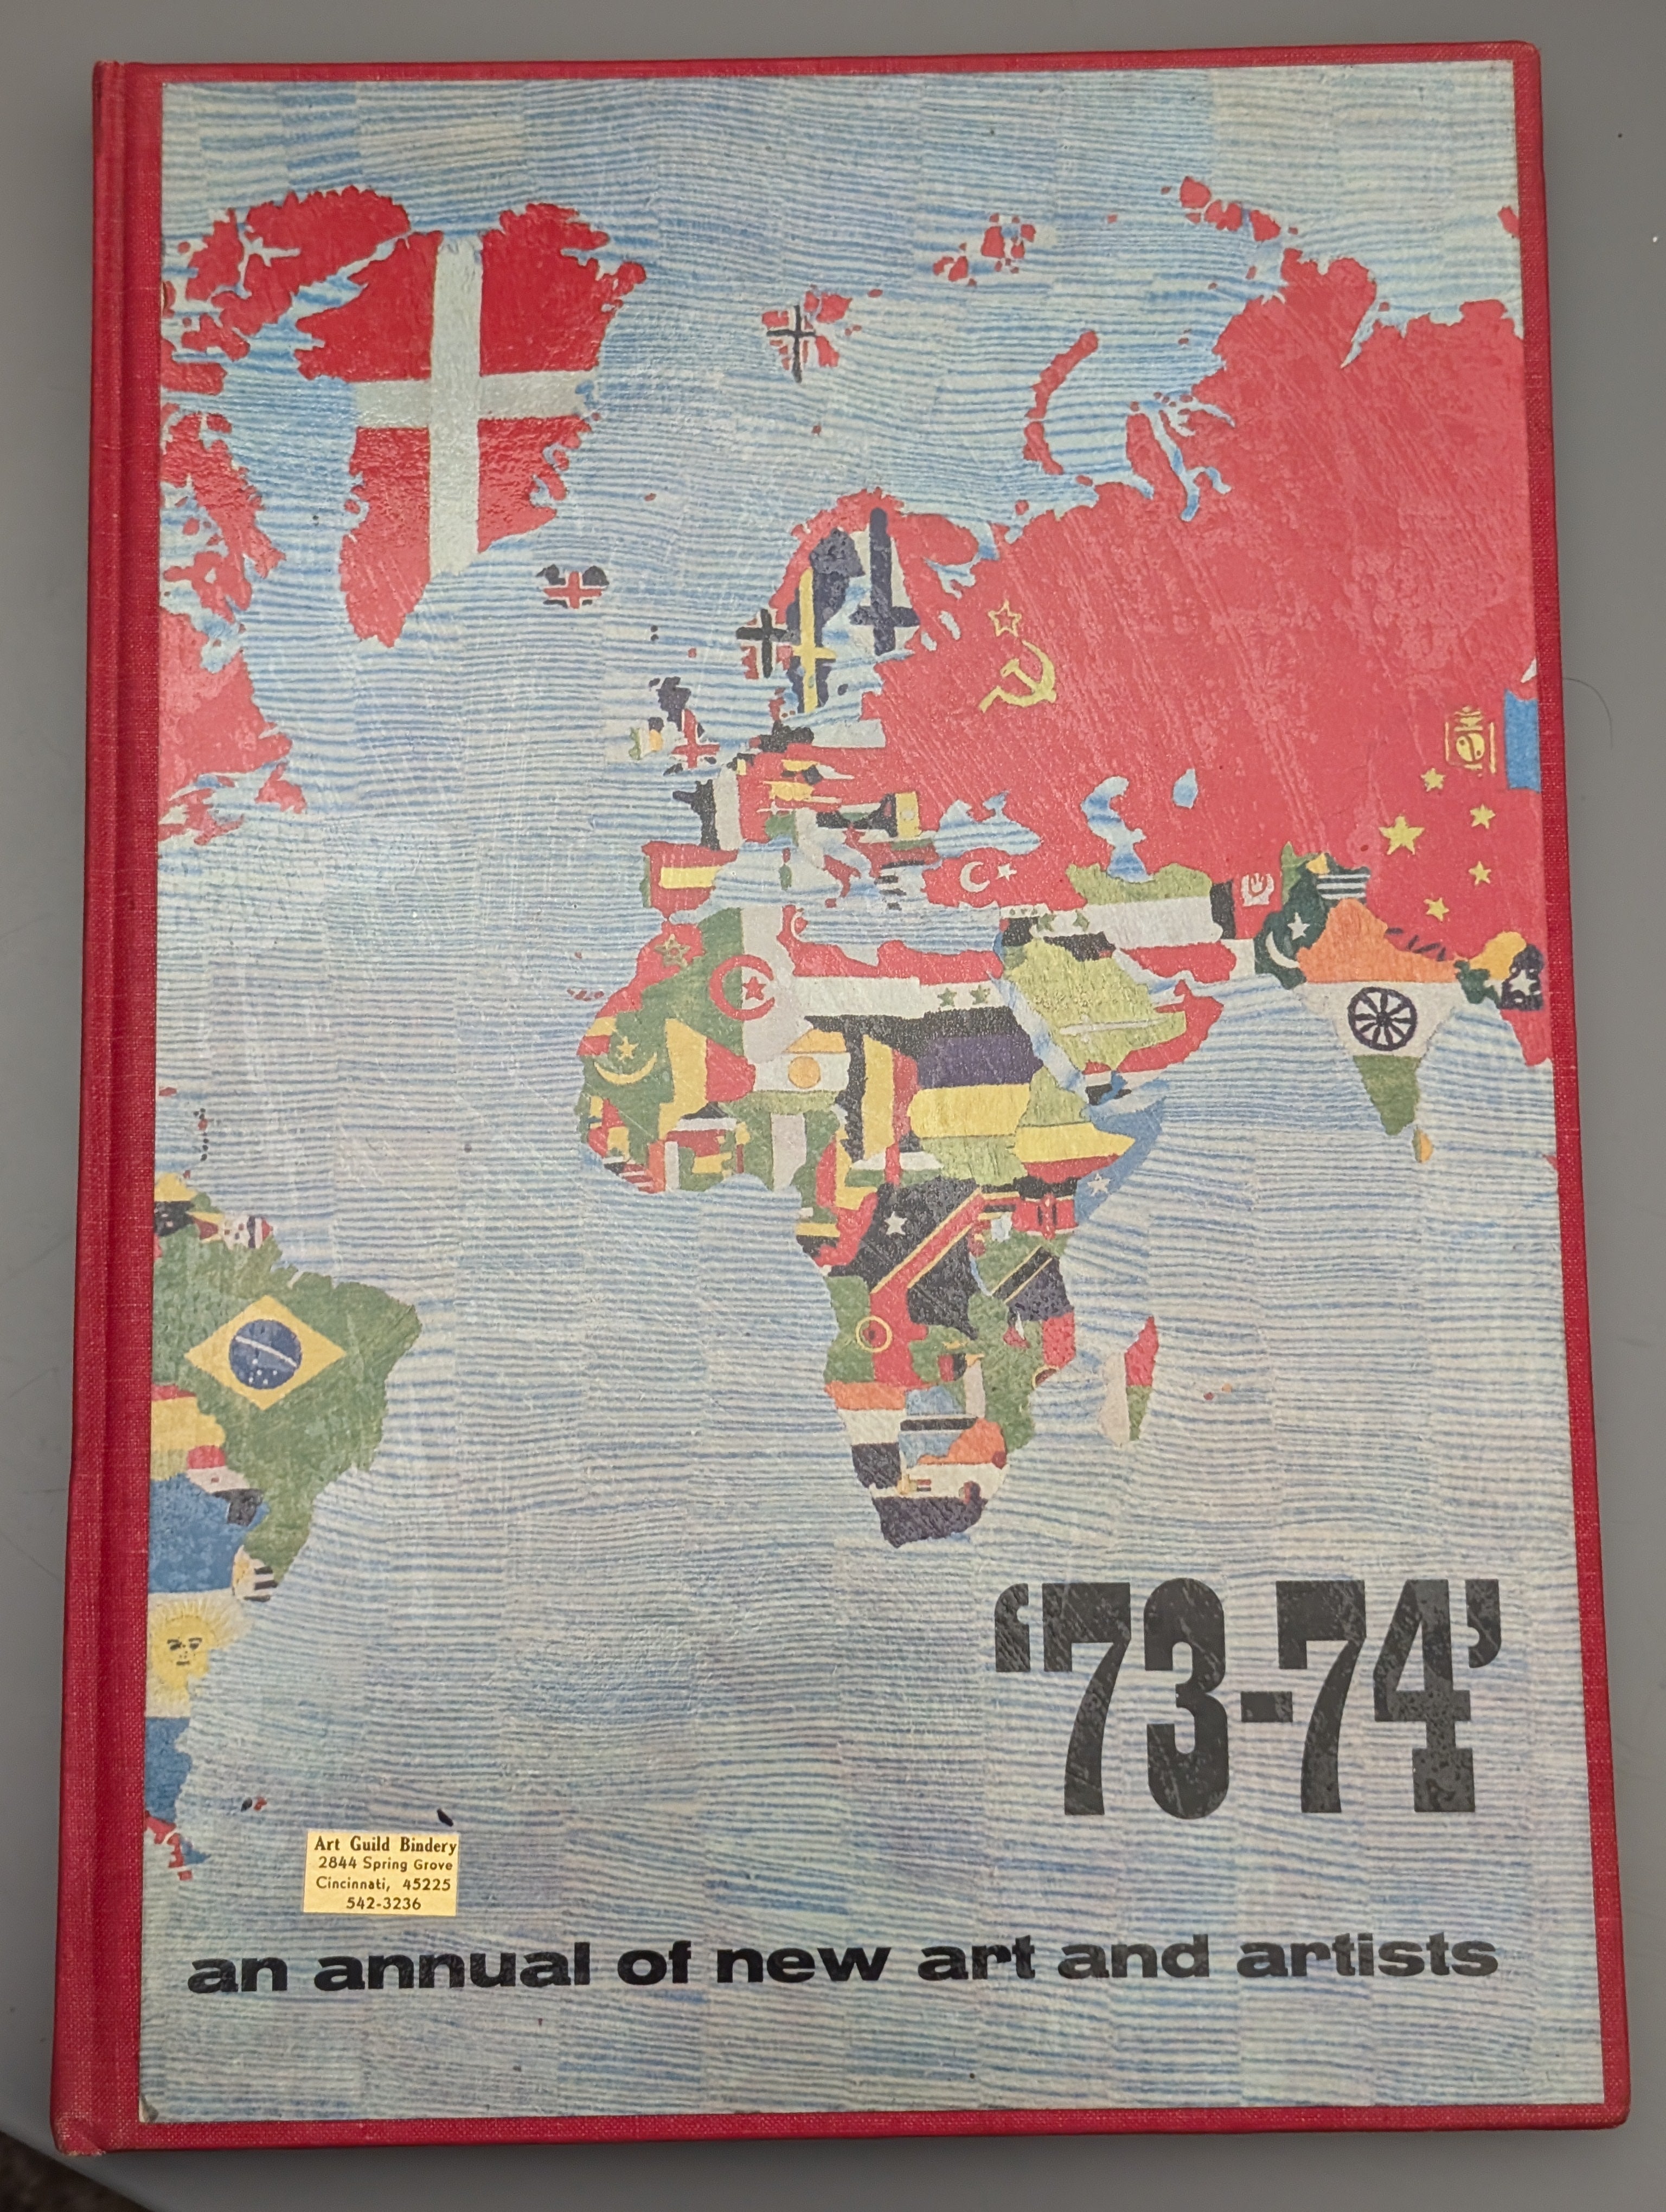 ‘73-74’
Art Guild Bindery
2844 Spring Grove
Cincinnati, 45225
542-3236
an annual of new art and artists